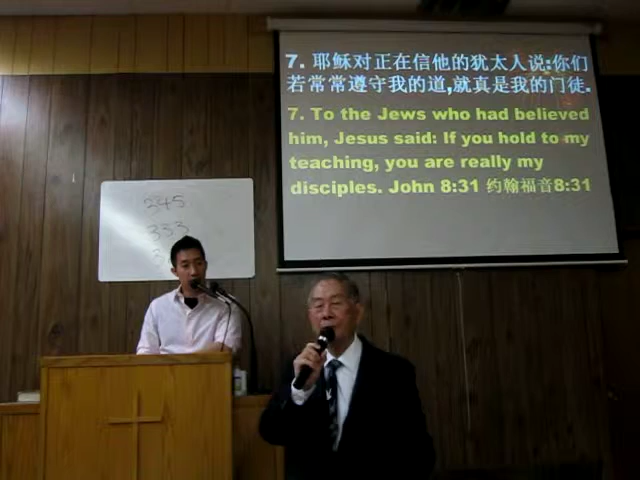 7. 耶稣对正在信他的犹太人说:你们
若常常遵守我的道,就真是我的门徒.
7. To the Jews who had believed
him, Jesus said: If you hold to my
teaching, you are really my
disciples. John 8:31 约翰福音8:31
245
333